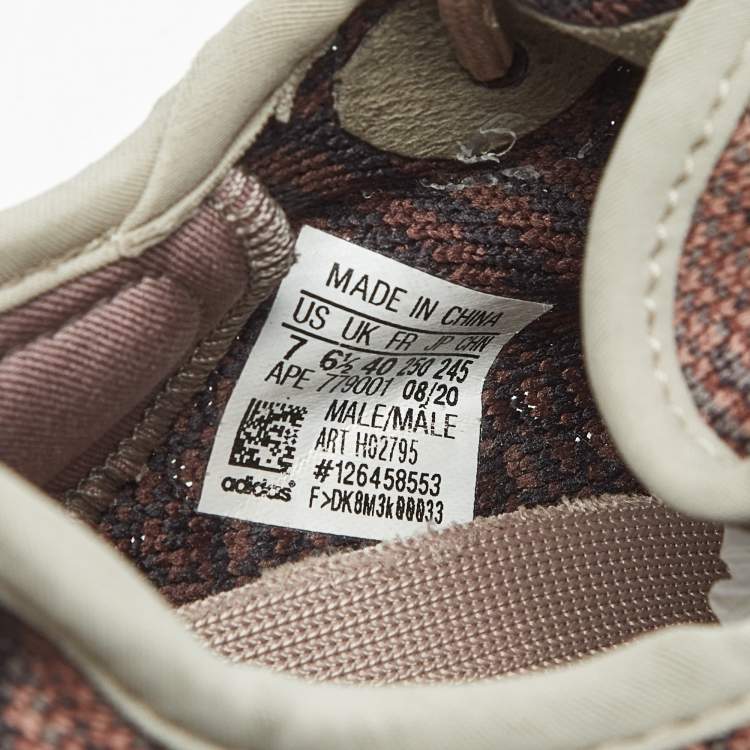 MADE IN CHINA
US UK FR JP CHN
7 6½ 40 250 245
APE 779001 08/20
MALE/MÂLE
ART H02795
#126458553
adidas F>DK8M3k00033